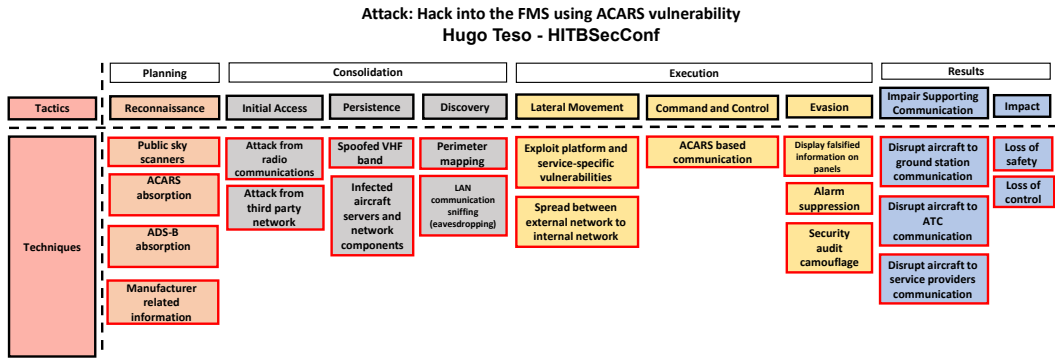 Attack: Hack into the FMS using ACARS vulnerability
Hugo Teso - HITBSecConf
Planning
Consolidation
Execution
Results
Tactics
Reconnaissance
Initial Access
Persistence
Discovery
Lateral Movement
Command and Control
Evasion
Impair Supporting
Communication
Impact
Techniques
Public sky
scanners
ACARS
absorption
ADS-B
absorption
Manufacturer
related
information
Attack from
radio
communications
Attack from
third party
network
Spoofed VHF
band
Infected
aircraft
servers and
network
components
Perimeter
mapping
LAN
communication
sniffing
(eavesdropping)
Exploit platform and
service-specific
vulnerabilities
Spread between
external network to
internal network
ACARS based
communication
Display falsified
information on
panels
Alarm
suppression
Security
audit
camouflage
Disrupt aircraft to
ground station
communication
Disrupt aircraft to
ATC
communication
Disrupt aircraft to
service providers
communication
Loss of
safety
Loss of
control